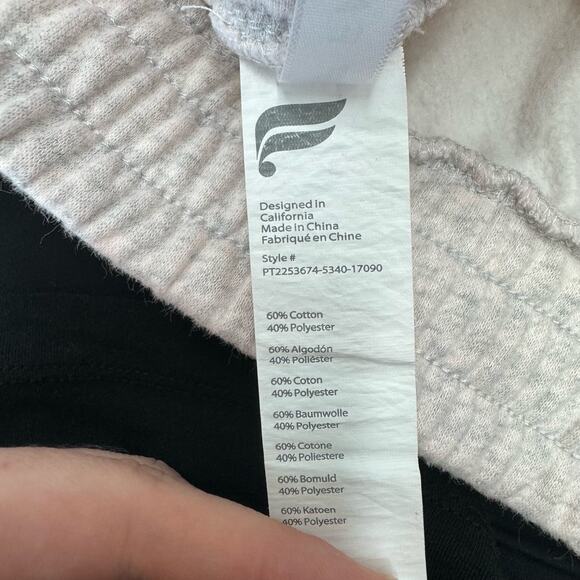 Designed in
California
Made in China
Fabriqué en Chine
Style #
PT2253674-5340-17090
60% Cotton
40% Polyester
60% Algodón
40% Poliéster
60% Coton
40% Polyester
60% Baumwolle
40% Polyester
60% Cotone
40% Poliestere
60% Bomuld
40% Polyester
60% Katoen
40% Polyester